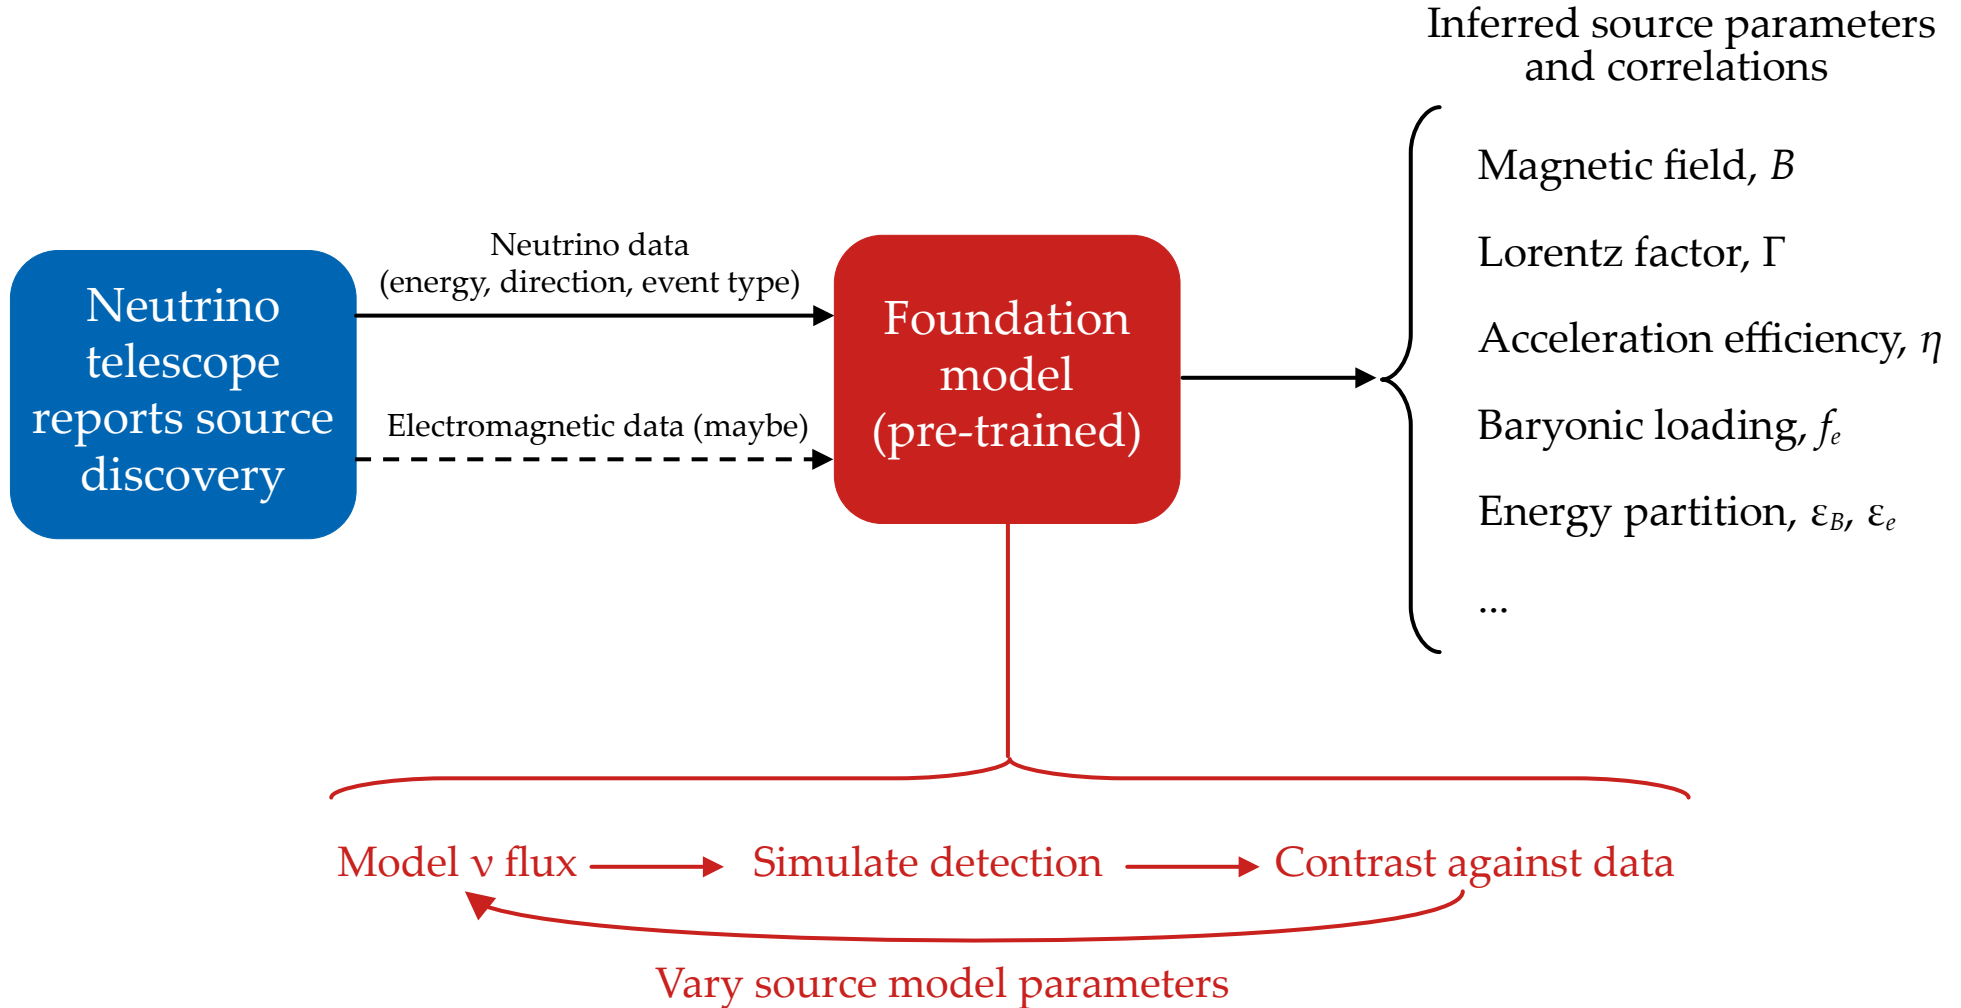 Inferred source parameters
and correlations
Neutrino
telescope
reports source
discovery
Neutrino data
(energy, direction, event type)
Electromagnetic data (maybe)
Foundation
model
(pre-trained)
Magnetic field, B
Lorentz factor, Γ
Acceleration efficiency, η
Baryonic loading, fₑ
Energy partition, ε_B, εₑ
...
Model ν flux
Simulate detection
Contrast against data
Vary source model parameters